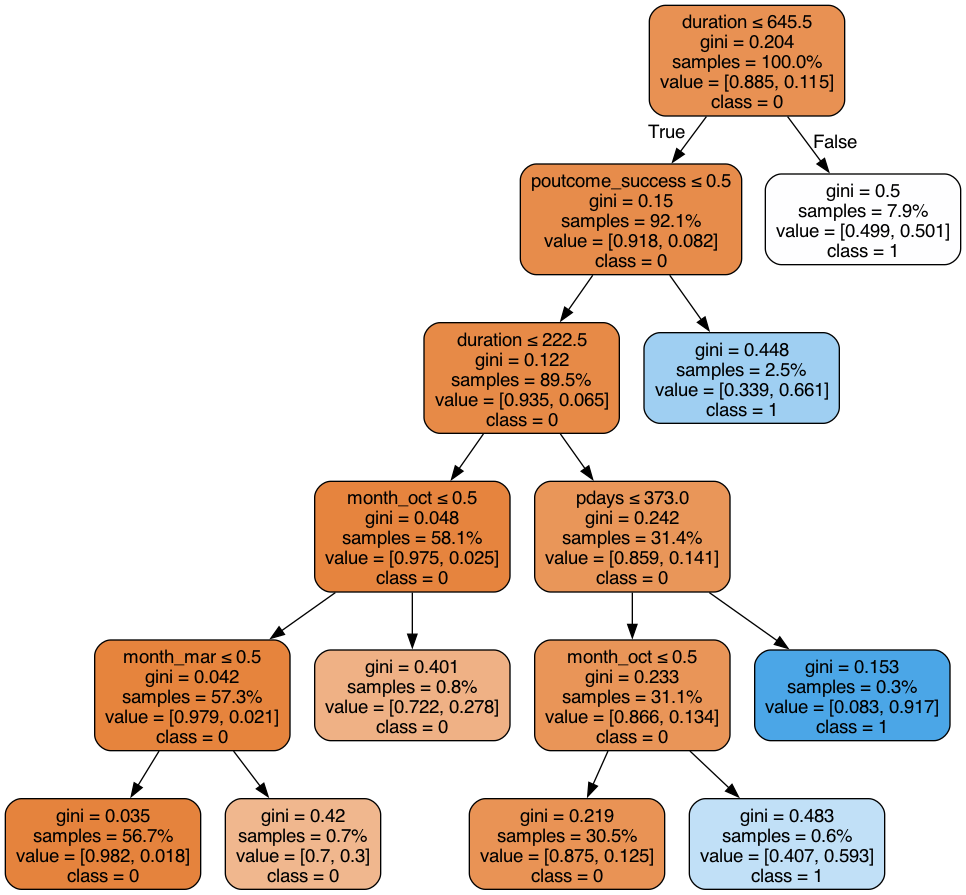 duration ≤ 645.5
gini = 0.204
samples = 100.0%
value = [0.885, 0.115]
class = 0
True
False
poutcome_success ≤ 0.5
gini = 0.15
samples = 92.1%
value = [0.918, 0.082]
class = 0
gini = 0.5
samples = 7.9%
value = [0.499, 0.501]
class = 1
duration ≤ 222.5
gini = 0.122
samples = 89.5%
value = [0.935, 0.065]
class = 0
gini = 0.448
samples = 2.5%
value = [0.339, 0.661]
class = 1
month_oct ≤ 0.5
gini = 0.048
samples = 58.1%
value = [0.975, 0.025]
class = 0
pdays ≤ 373.0
gini = 0.242
samples = 31.4%
value = [0.859, 0.141]
class = 0
month_mar ≤ 0.5
gini = 0.042
samples = 57.3%
value = [0.979, 0.021]
class = 0
gini = 0.401
samples = 0.8%
value = [0.722, 0.278]
class = 0
month_oct ≤ 0.5
gini = 0.233
samples = 31.1%
value = [0.866, 0.134]
class = 0
gini = 0.153
samples = 0.3%
value = [0.083, 0.917]
class = 1
gini = 0.035
samples = 56.7%
value = [0.982, 0.018]
class = 0
gini = 0.42
samples = 0.7%
value = [0.7, 0.3]
class = 0
gini = 0.219
samples = 30.5%
value = [0.875, 0.125]
class = 0
gini = 0.483
samples = 0.6%
value = [0.407, 0.593]
class = 1